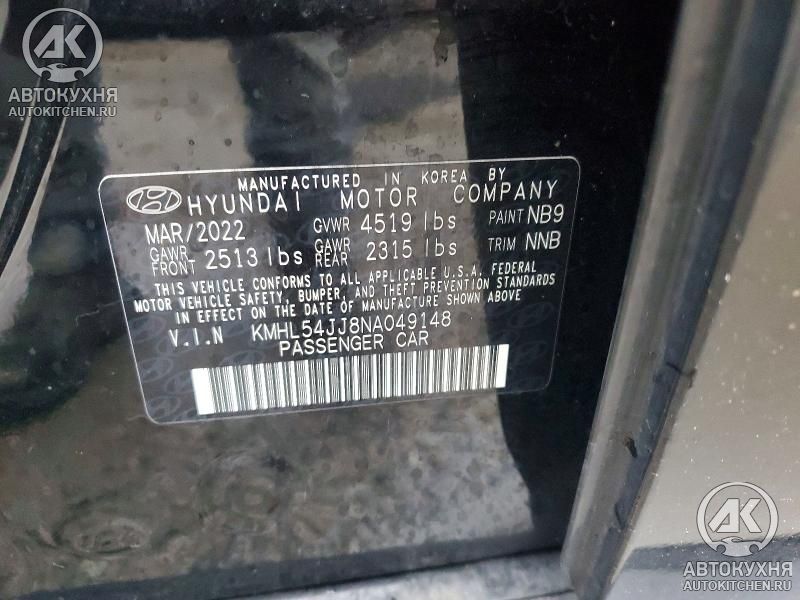 AK
АВТОКУХНЯ
AUTOKITCHEN.RU
MANUFACTURED IN KOREA BY
HYUNDAI MOTOR COMPANY
MAR/2022 GVWR 4519 lbs PAINT NB9
GAWR FRONT 2513 lbs GAWR REAR 2315 lbs TRIM NNB
THIS VEHICLE CONFORMS TO ALL APPLICABLE U.S.A. FEDERAL
MOTOR VEHICLE SAFETY, BUMPER, AND THEFT PREVENTION STANDARDS
IN EFFECT ON THE DATE OF MANUFACTURE SHOWN ABOVE
V.I.N KMHL54JJ8NA049148
PASSENGER CAR
AK
АВТОКУХНЯ
AUTOKITCHEN.RU